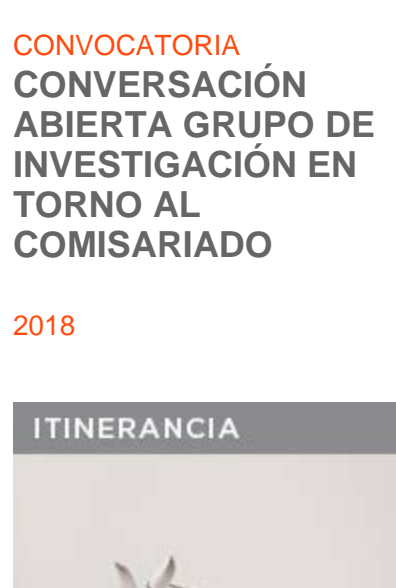 CONVOCATORIA
CONVERSACIÓN
ABIERTA GRUPO DE
INVESTIGACIÓN EN
TORNO AL
COMISARIADO
2018
ITINERANCIA